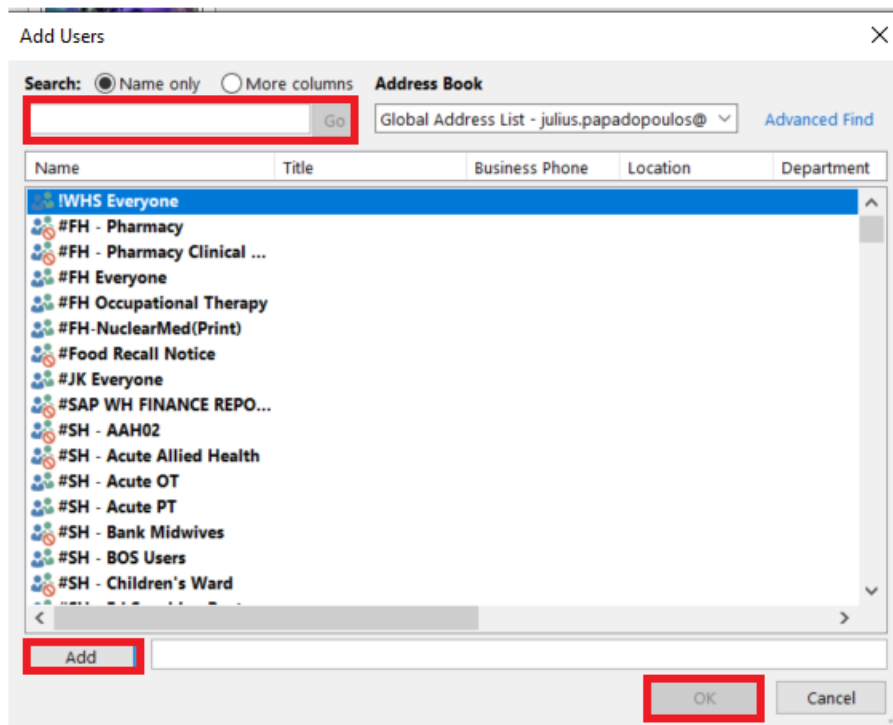 Add Users
Search: Name only More columns Address Book
Go Global Address List - julius.papadopoulos@ Advanced Find
Name Title Business Phone Location Department
!WHS Everyone
#FH - Pharmacy
#FH - Pharmacy Clinical ...
#FH Everyone
#FH Occupational Therapy
#FH-NuclearMed(Print)
#Food Recall Notice
#JK Everyone
#SAP WH FINANCE REPO...
#SH - AAH02
#SH - Acute Allied Health
#SH - Acute OT
#SH - Acute PT
#SH - Bank Midwives
#SH - BOS Users
#SH - Children's Ward
Add
OK Cancel